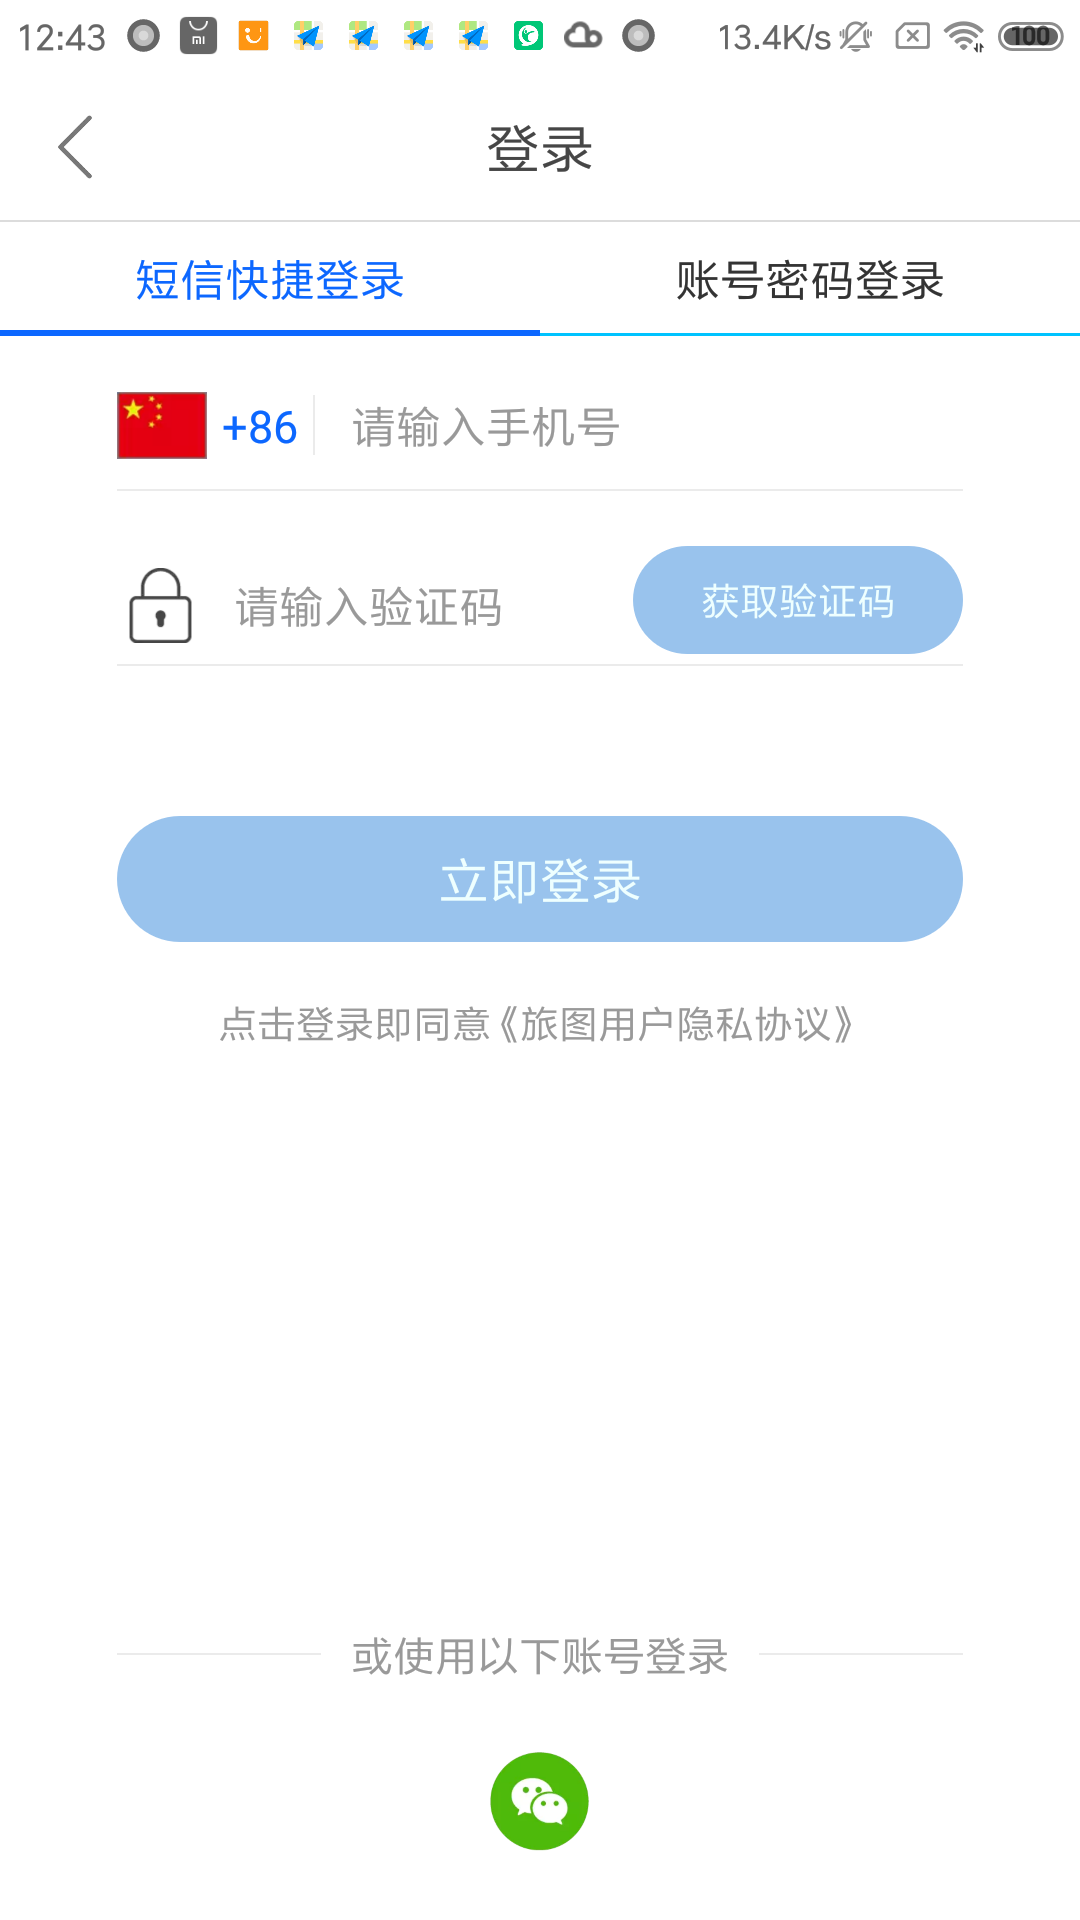 12:43 13.4K/s 100
登录
短信快捷登录 账号密码登录
+86 请输入手机号
请输入验证码 获取验证码
立即登录
点击登录即同意《旅图用户隐私协议》
或使用以下账号登录